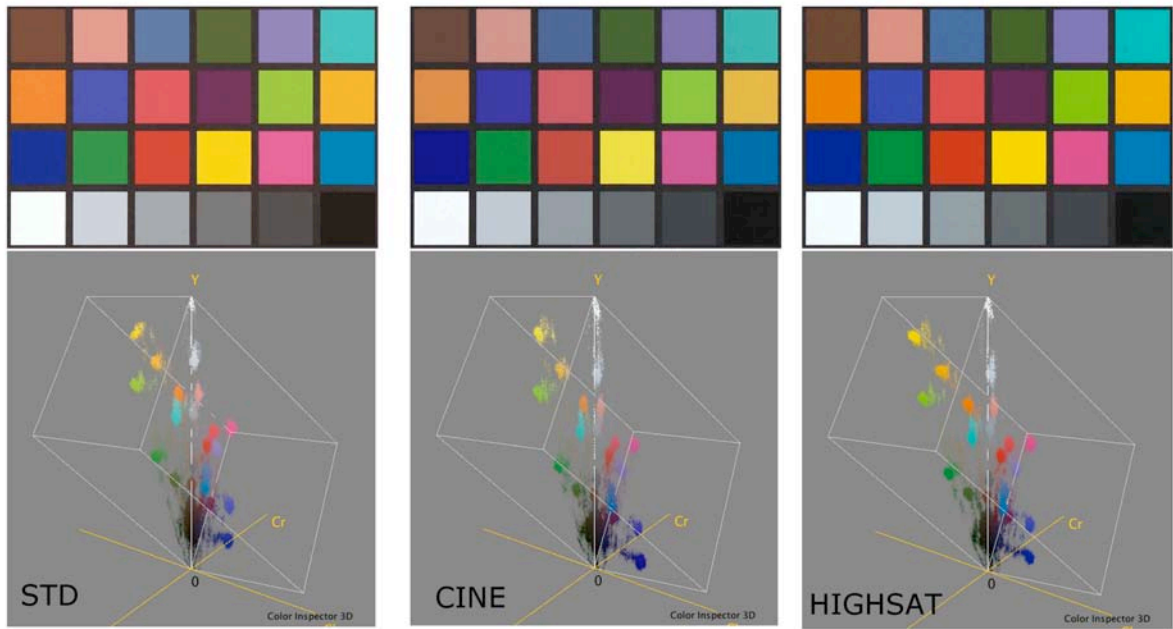 Y
Cr
0
STD
Color Inspector 3D
Y
Cr
0
CINE
Color Inspector 3D
Y
Cr
0
HIGHSAT
Color Inspector 3D